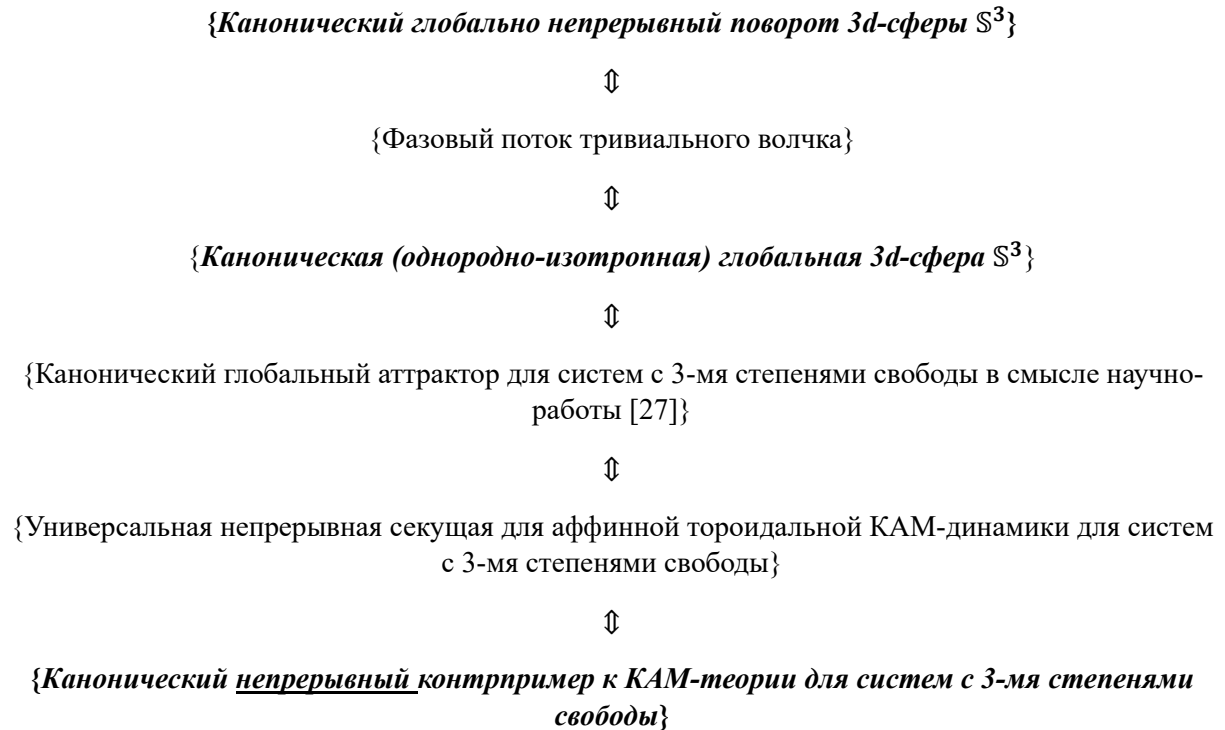 {Канонический глобально непрерывный поворот 3d-сферы 𝕊³}
⇕
{Фазовый поток тривиального волчка}
⇕
{Каноническая (однородно-изотропная) глобальная 3d-сфера 𝕊³}
⇕
{Канонический глобальный аттрактор для систем с 3-мя степенями свободы в смысле научно-
работы [27]}
⇕
{Универсальная непрерывная секущая для аффинной тороидальной КАМ-динамики для систем
с 3-мя степенями свободы}
⇕
{Канонический непрерывный контрпример к КАМ-теории для систем с 3-мя степенями
свободы}